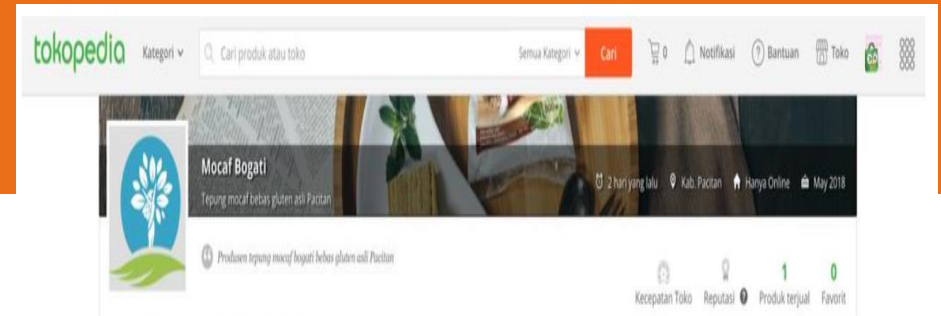 tokopedia Kategori Cari produk atau toko Semua Kategori Cari 0 Notifikasi ? Bantuan Toko
Mocaf Bogati
Tepung mocaf bebas gluten asli Pacitan
2 hari yang lalu Kab. Pacitan Hanya Online May 2018
Produsen tepung mocaf bogati bebas gluten asli Pacitan
1 0
Kecepatan Toko Reputasi ? Produk terjual Favorit